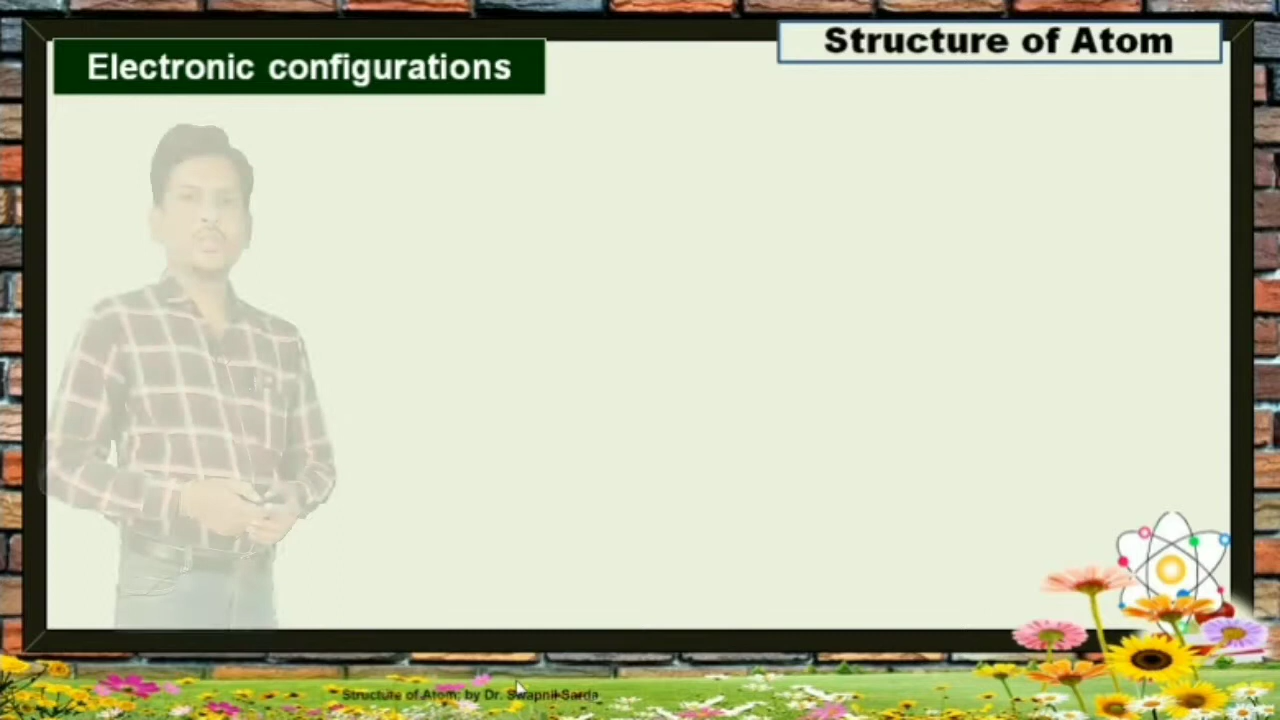 Structure of Atom
Electronic configurations
Structure of Atom: by Dr. Swapnil Sarda